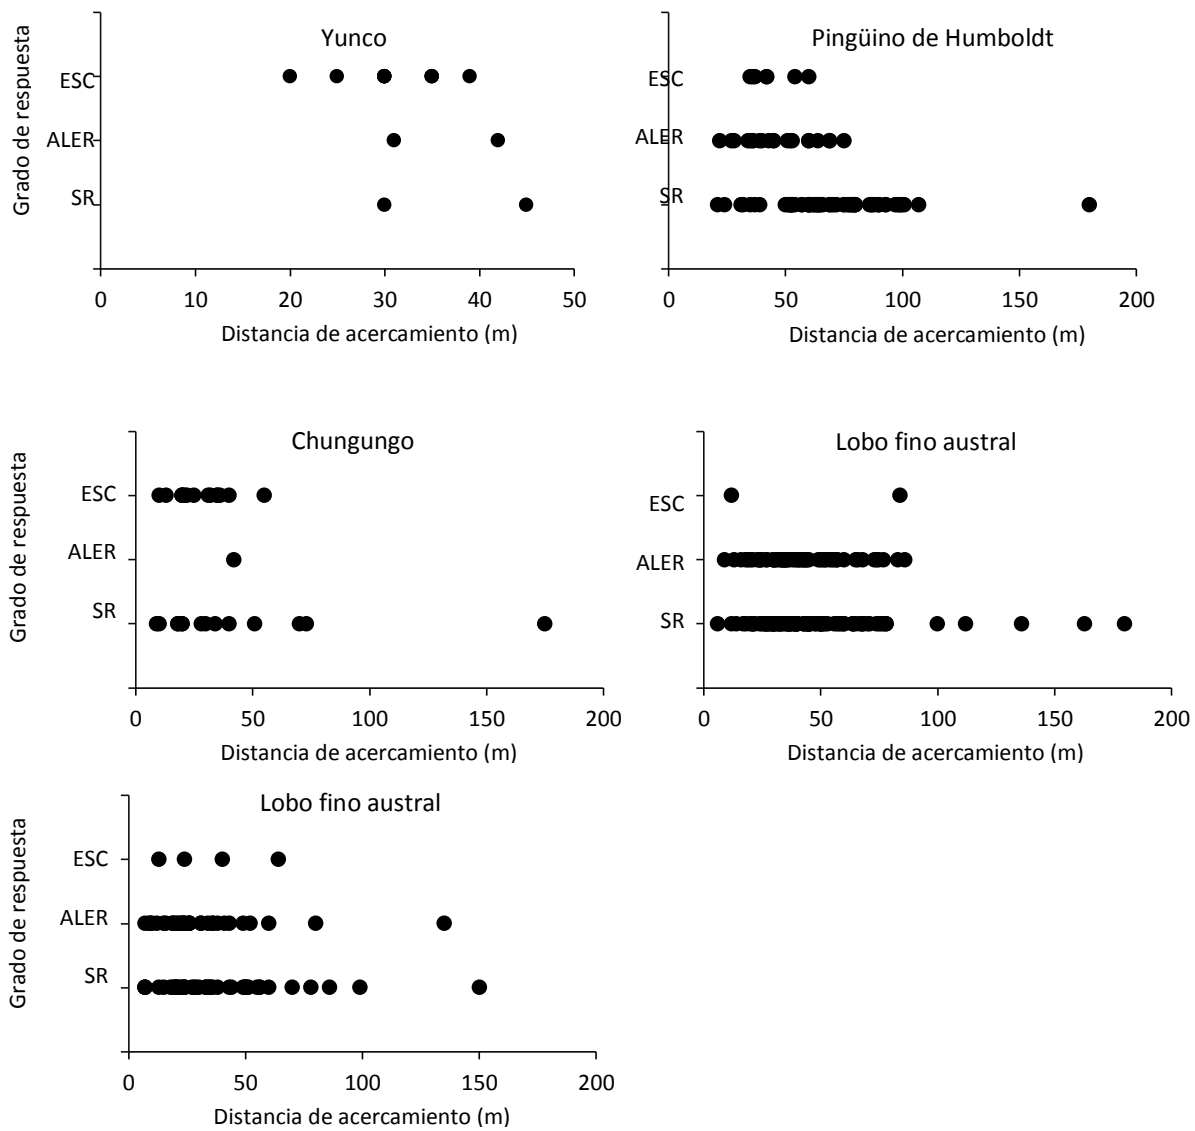 Yunco
Grado de respuesta
ESC
ALER
SR
0 10 20 30 40 50
Distancia de acercamiento (m)
Pingüino de Humboldt
ESC
ALER
SR
0 50 100 150 200
Distancia de acercamiento (m)
Chungungo
Grado de respuesta
ESC
ALER
SR
0 50 100 150 200
Distancia de acercamiento (m)
Lobo fino austral
ESC
ALER
SR
0 50 100 150 200
Distancia de acercamiento (m)
Lobo fino austral
Grado de respuesta
ESC
ALER
SR
0 50 100 150 200
Distancia de acercamiento (m)